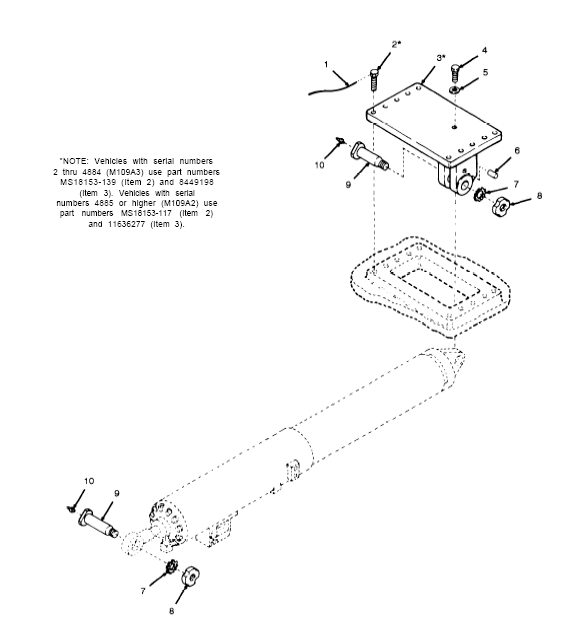 2*
4
1
3*
5
*NOTE: Vehicles with serial numbers
2 thru 4884 (M109A3) use part numbers
MS18153-139 (Item 2) and 8449198
(Item 3). Vehicles with serial
numbers 4885 or higher (M109A2) use
part numbers MS18153-117 (Item 2)
and 11636277 (Item 3).
10
9
6
7
8
10
9
7
8